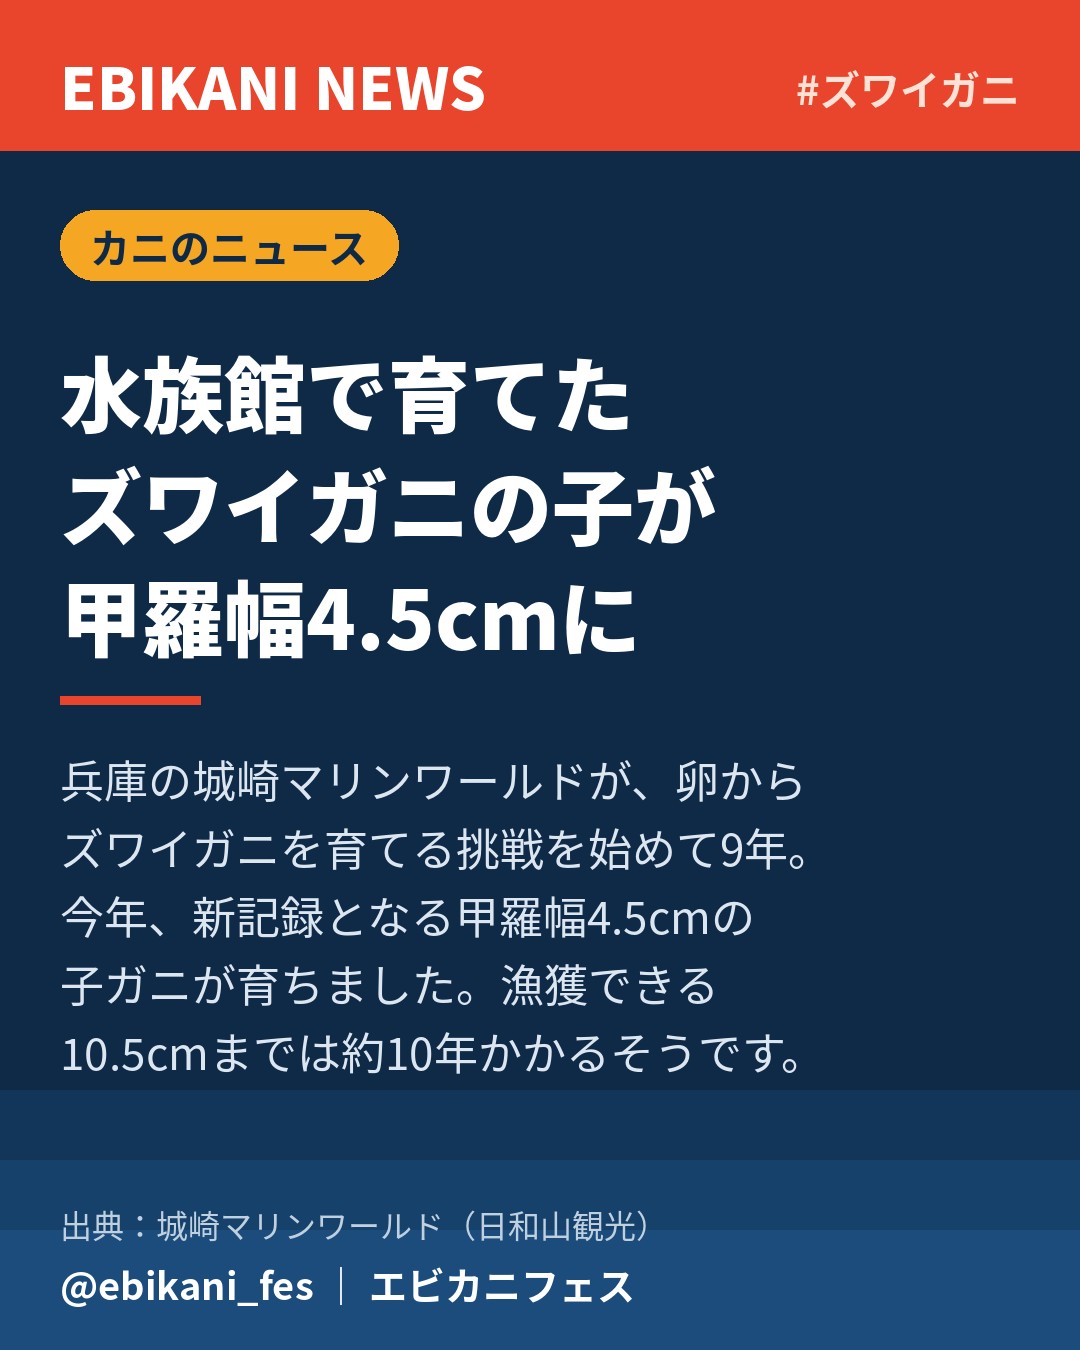 EBIKANI NEWS
#ズワイガニ
カニのニュース
水族館で育てた
ズワイガニの子が
甲羅幅4.5cmに
兵庫の城崎マリンワールドが、卵から
ズワイガニを育てる挑戦を始めて9年。
今年、新記録となる甲羅幅4.5cmの
子ガニが育ちました。漁獲できる
10.5cmまでは約10年かかるそうです。
出典：城崎マリンワールド（日和山観光）
@ebikani_fes ｜ エビカニフェス